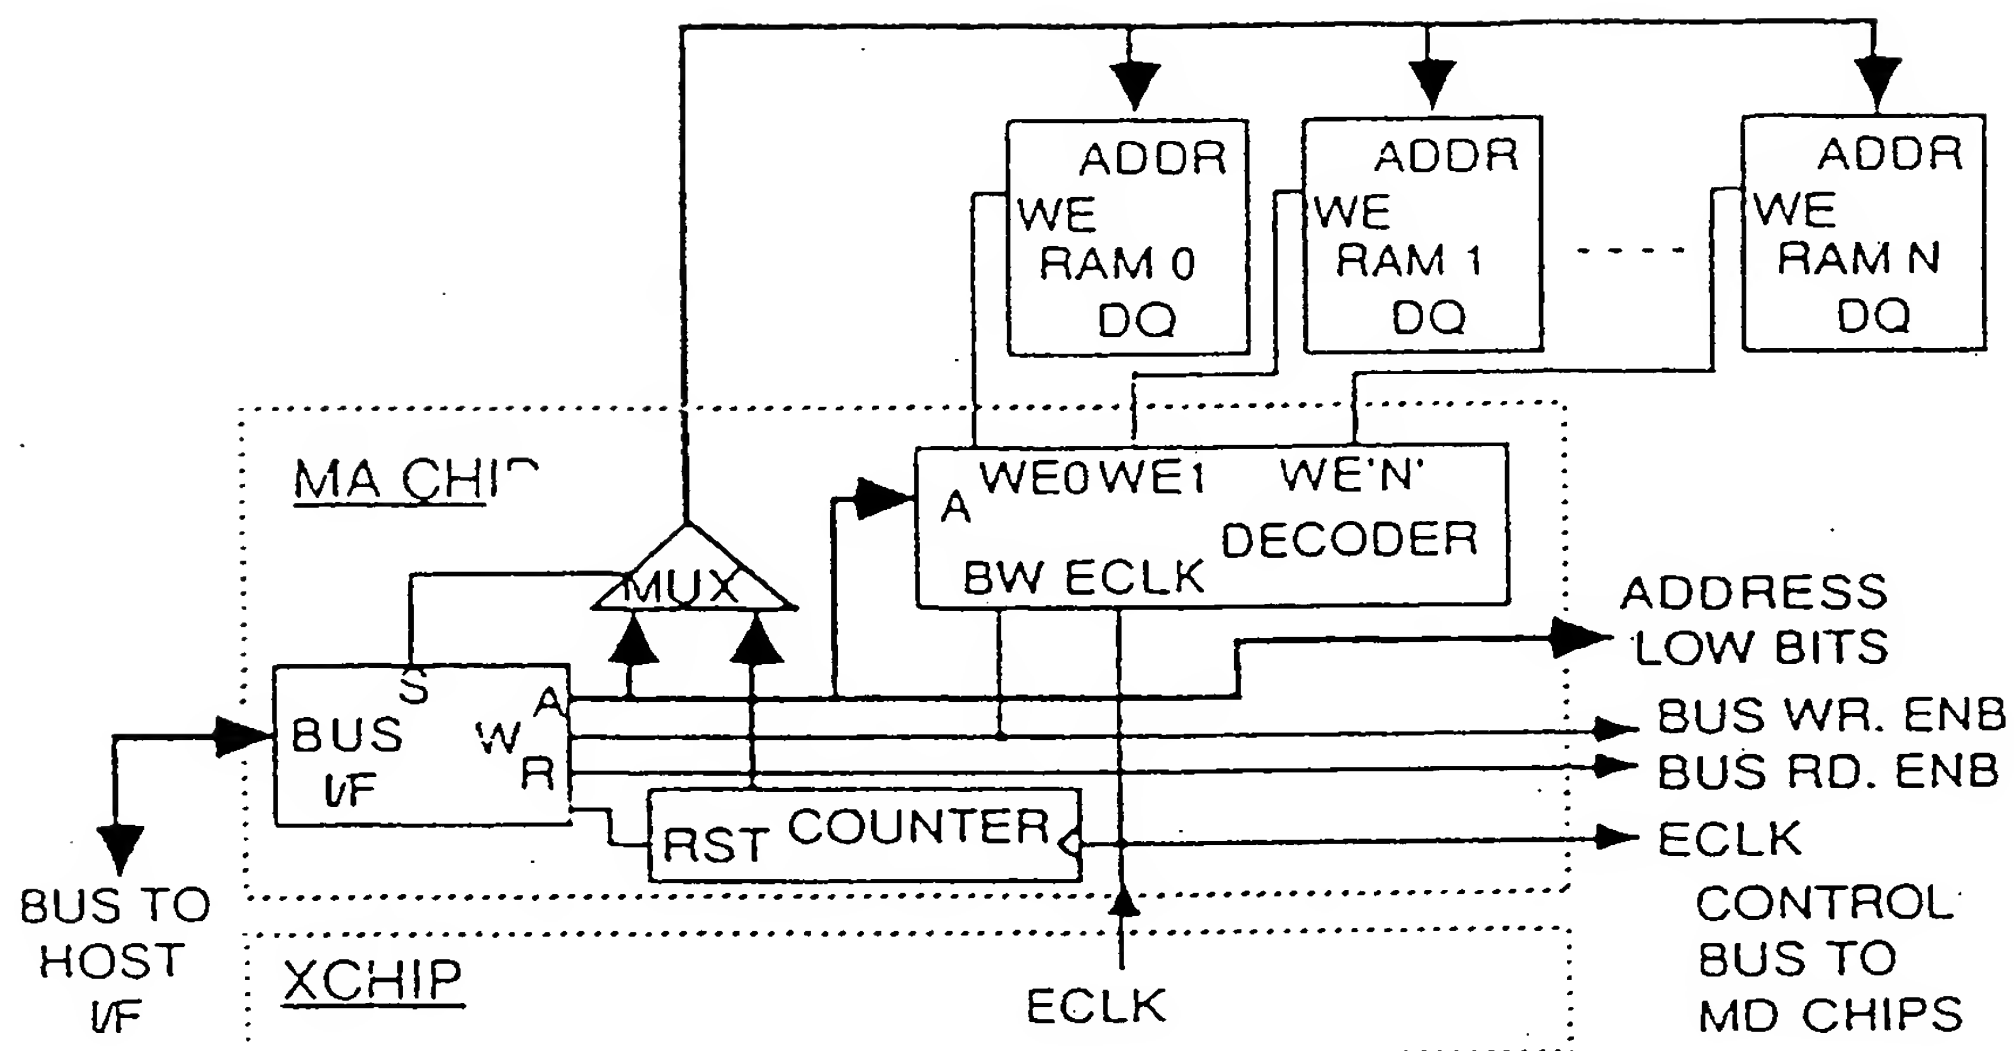 ADDR
WE
RAM 0
DQ
ADDR
WE
RAM 1
DQ
ADDR
WE
RAM N
DQ
MA CHIP
WE0 WE1 WE'N'
A
DECODER
BW ECLK
MUX
S
A
BUS
I/F
W
R
RST COUNTER
ADDRESS
LOW BITS
BUS WR. ENB
BUS RD. ENB
ECLK
CONTROL
BUS TO
MD CHIPS
BUS TO
HOST
I/F
XCHIP
ECLK